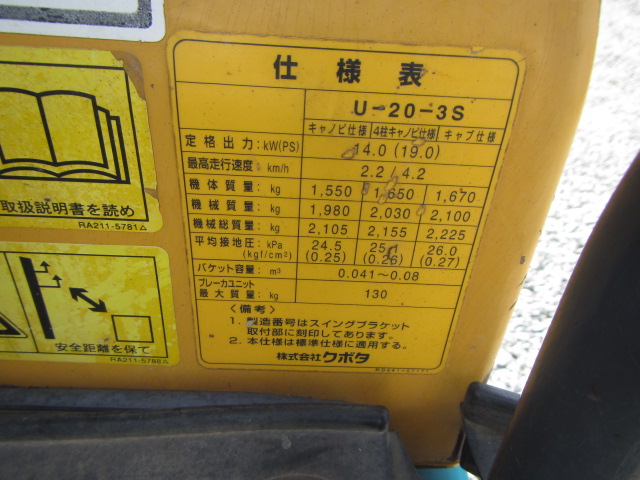 仕様表
U-20-3S
キャノピ仕様 4柱キャノピ仕様 キャブ仕様
定格出力: kW(PS) 14.0 (19.0)
最高走行速度: km/h 2.2 / 4.2
機体質量: kg 1,550 1,650 1,670
機械質量: kg 1,980 2,030 2,100
機械総質量: kg 2,105 2,155 2,225
平均接地圧: kPa 24.5 26.0
(kgf/cm²) (0.25) (0.26) (0.27)
バケット容量: m³ 0.041~0.08
ブレーカユニット
最大質量: kg 130
〈備考〉
1. 製造番号はスイングブラケット
取付部に刻印してあります。
2. 本仕様は標準仕様に適用する。
株式会社クボタ
取扱説明書を読め
RA211-5781△
安全距離を保て
RA211-5788△